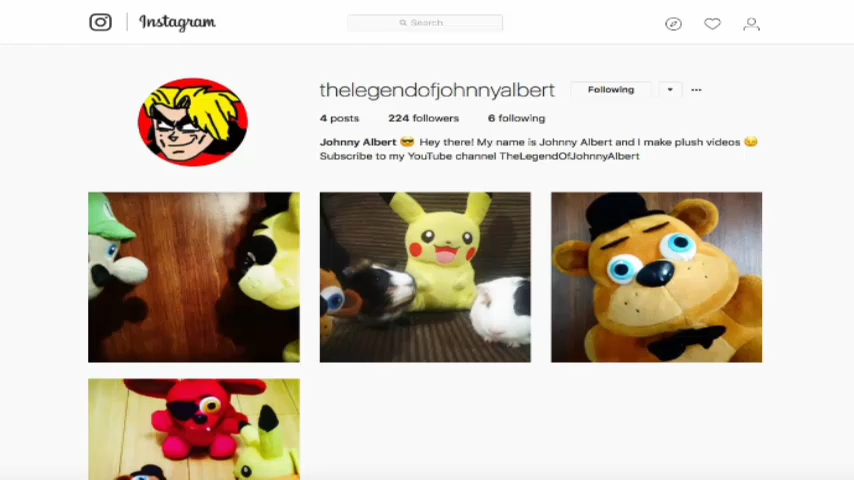 Instagram
Search
thelegendofjohnnyalbert
Following
4 posts 224 followers 6 following
Johnny Albert 😎 Hey there! My name is Johnny Albert and I make plush videos 😉
Subscribe to my YouTube channel TheLegendOfJohnnyAlbert